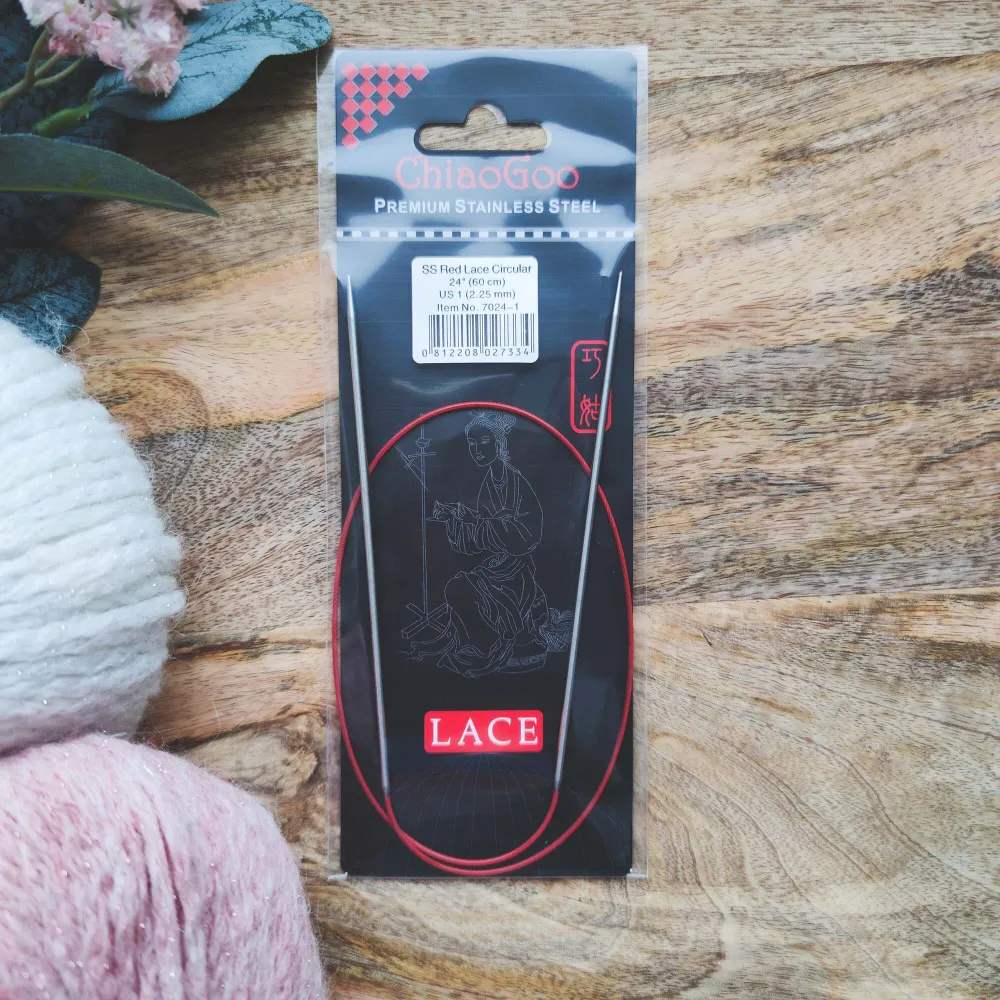 ChiaoGoo
PREMIUM STAINLESS STEEL
SS Red Lace Circular
24" (60 cm)
US 1 (2.25 mm)
Item No. 7024-1
0 812208 027334
巧
姑
LACE